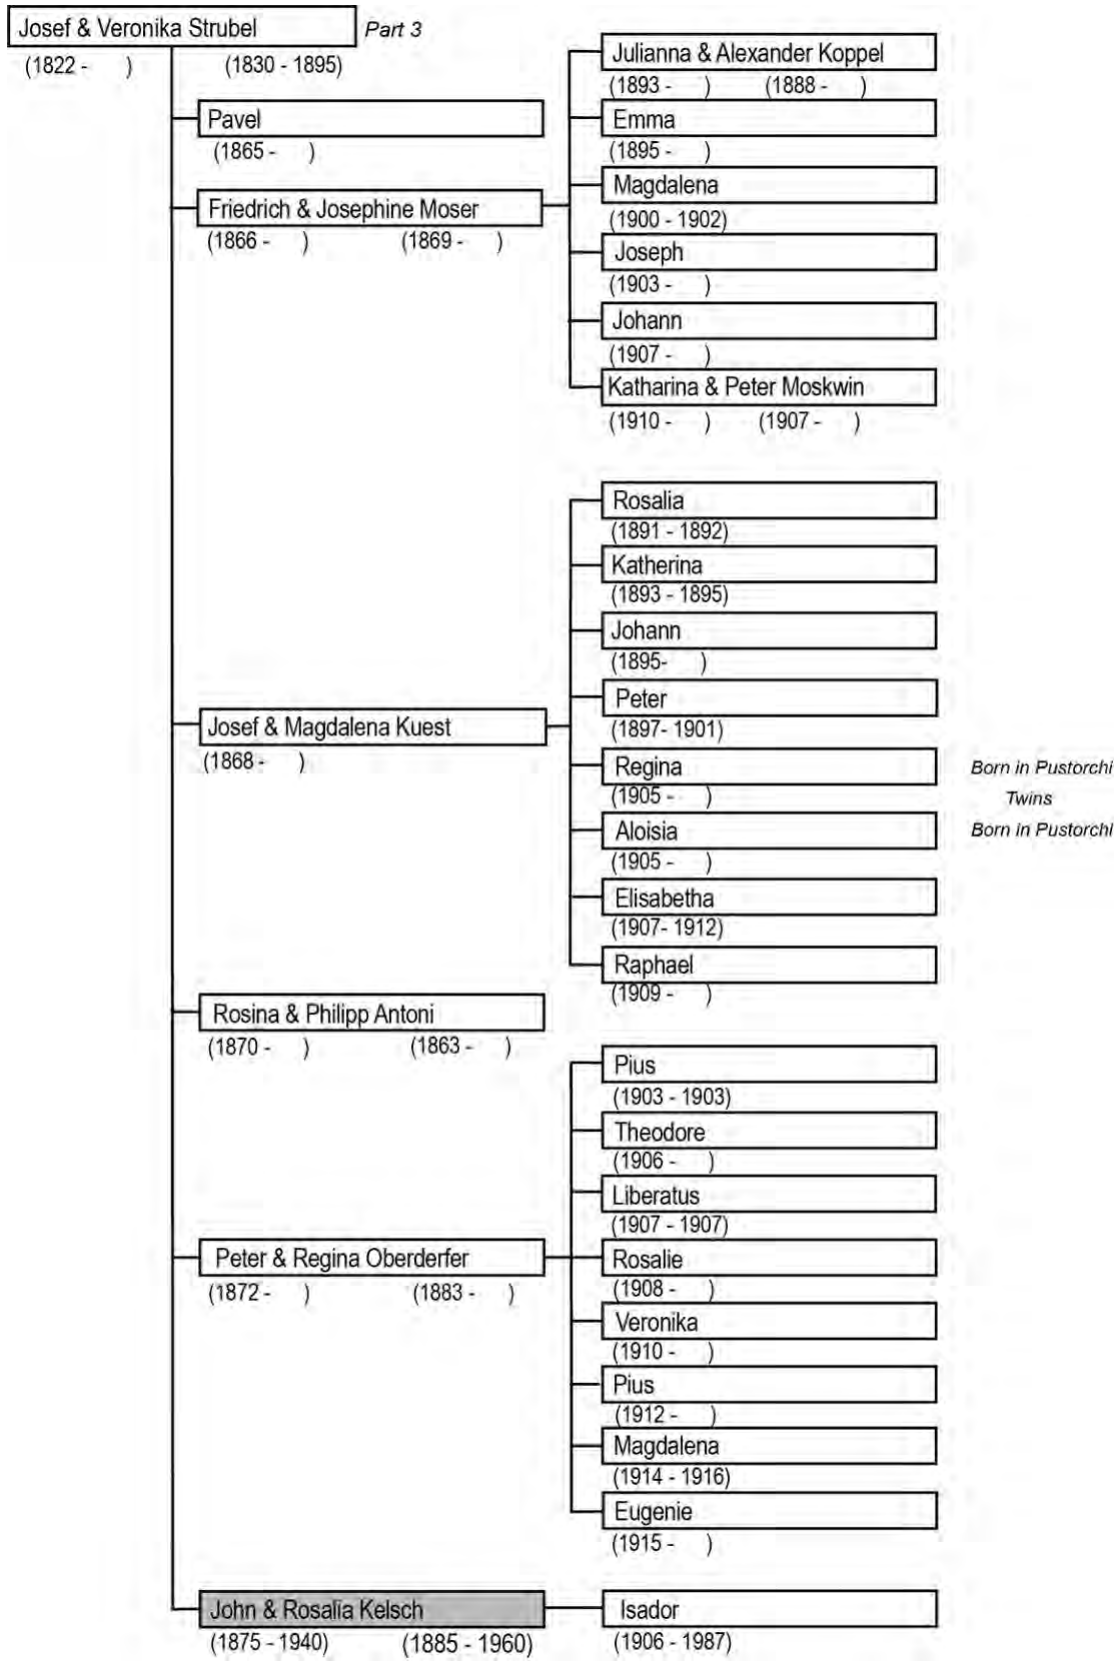 Josef & Veronika Strubel Part 3
(1822 - ) (1830 - 1895)
Pavel
(1865 - )
Friedrich & Josephine Moser
(1866 - ) (1869 - )
Julianna & Alexander Koppel
(1893 - ) (1888 - )
Emma
(1895 - )
Magdalena
(1900 - 1902)
Joseph
(1903 - )
Johann
(1907 - )
Katharina & Peter Moskwin
(1910 - ) (1907 - )
Josef & Magdalena Kuest
(1868 - )
Rosalia
(1891 - 1892)
Katherina
(1893 - 1895)
Johann
(1895- )
Peter
(1897- 1901)
Regina Born in Pustorchi
(1905 - ) Twins
Aloisia Born in Pustorchi
(1905 - )
Elisabetha
(1907- 1912)
Raphael
(1909 - )
Rosina & Philipp Antoni
(1870 - ) (1863 - )
Peter & Regina Oberderfer
(1872 - ) (1883 - )
Pius
(1903 - 1903)
Theodore
(1906 - )
Liberatus
(1907 - 1907)
Rosalie
(1908 - )
Veronika
(1910 - )
Pius
(1912 - )
Magdalena
(1914 - 1916)
Eugenie
(1915 - )
John & Rosalia Kelsch
(1875 - 1940) (1885 - 1960)
Isador
(1906 - 1987)